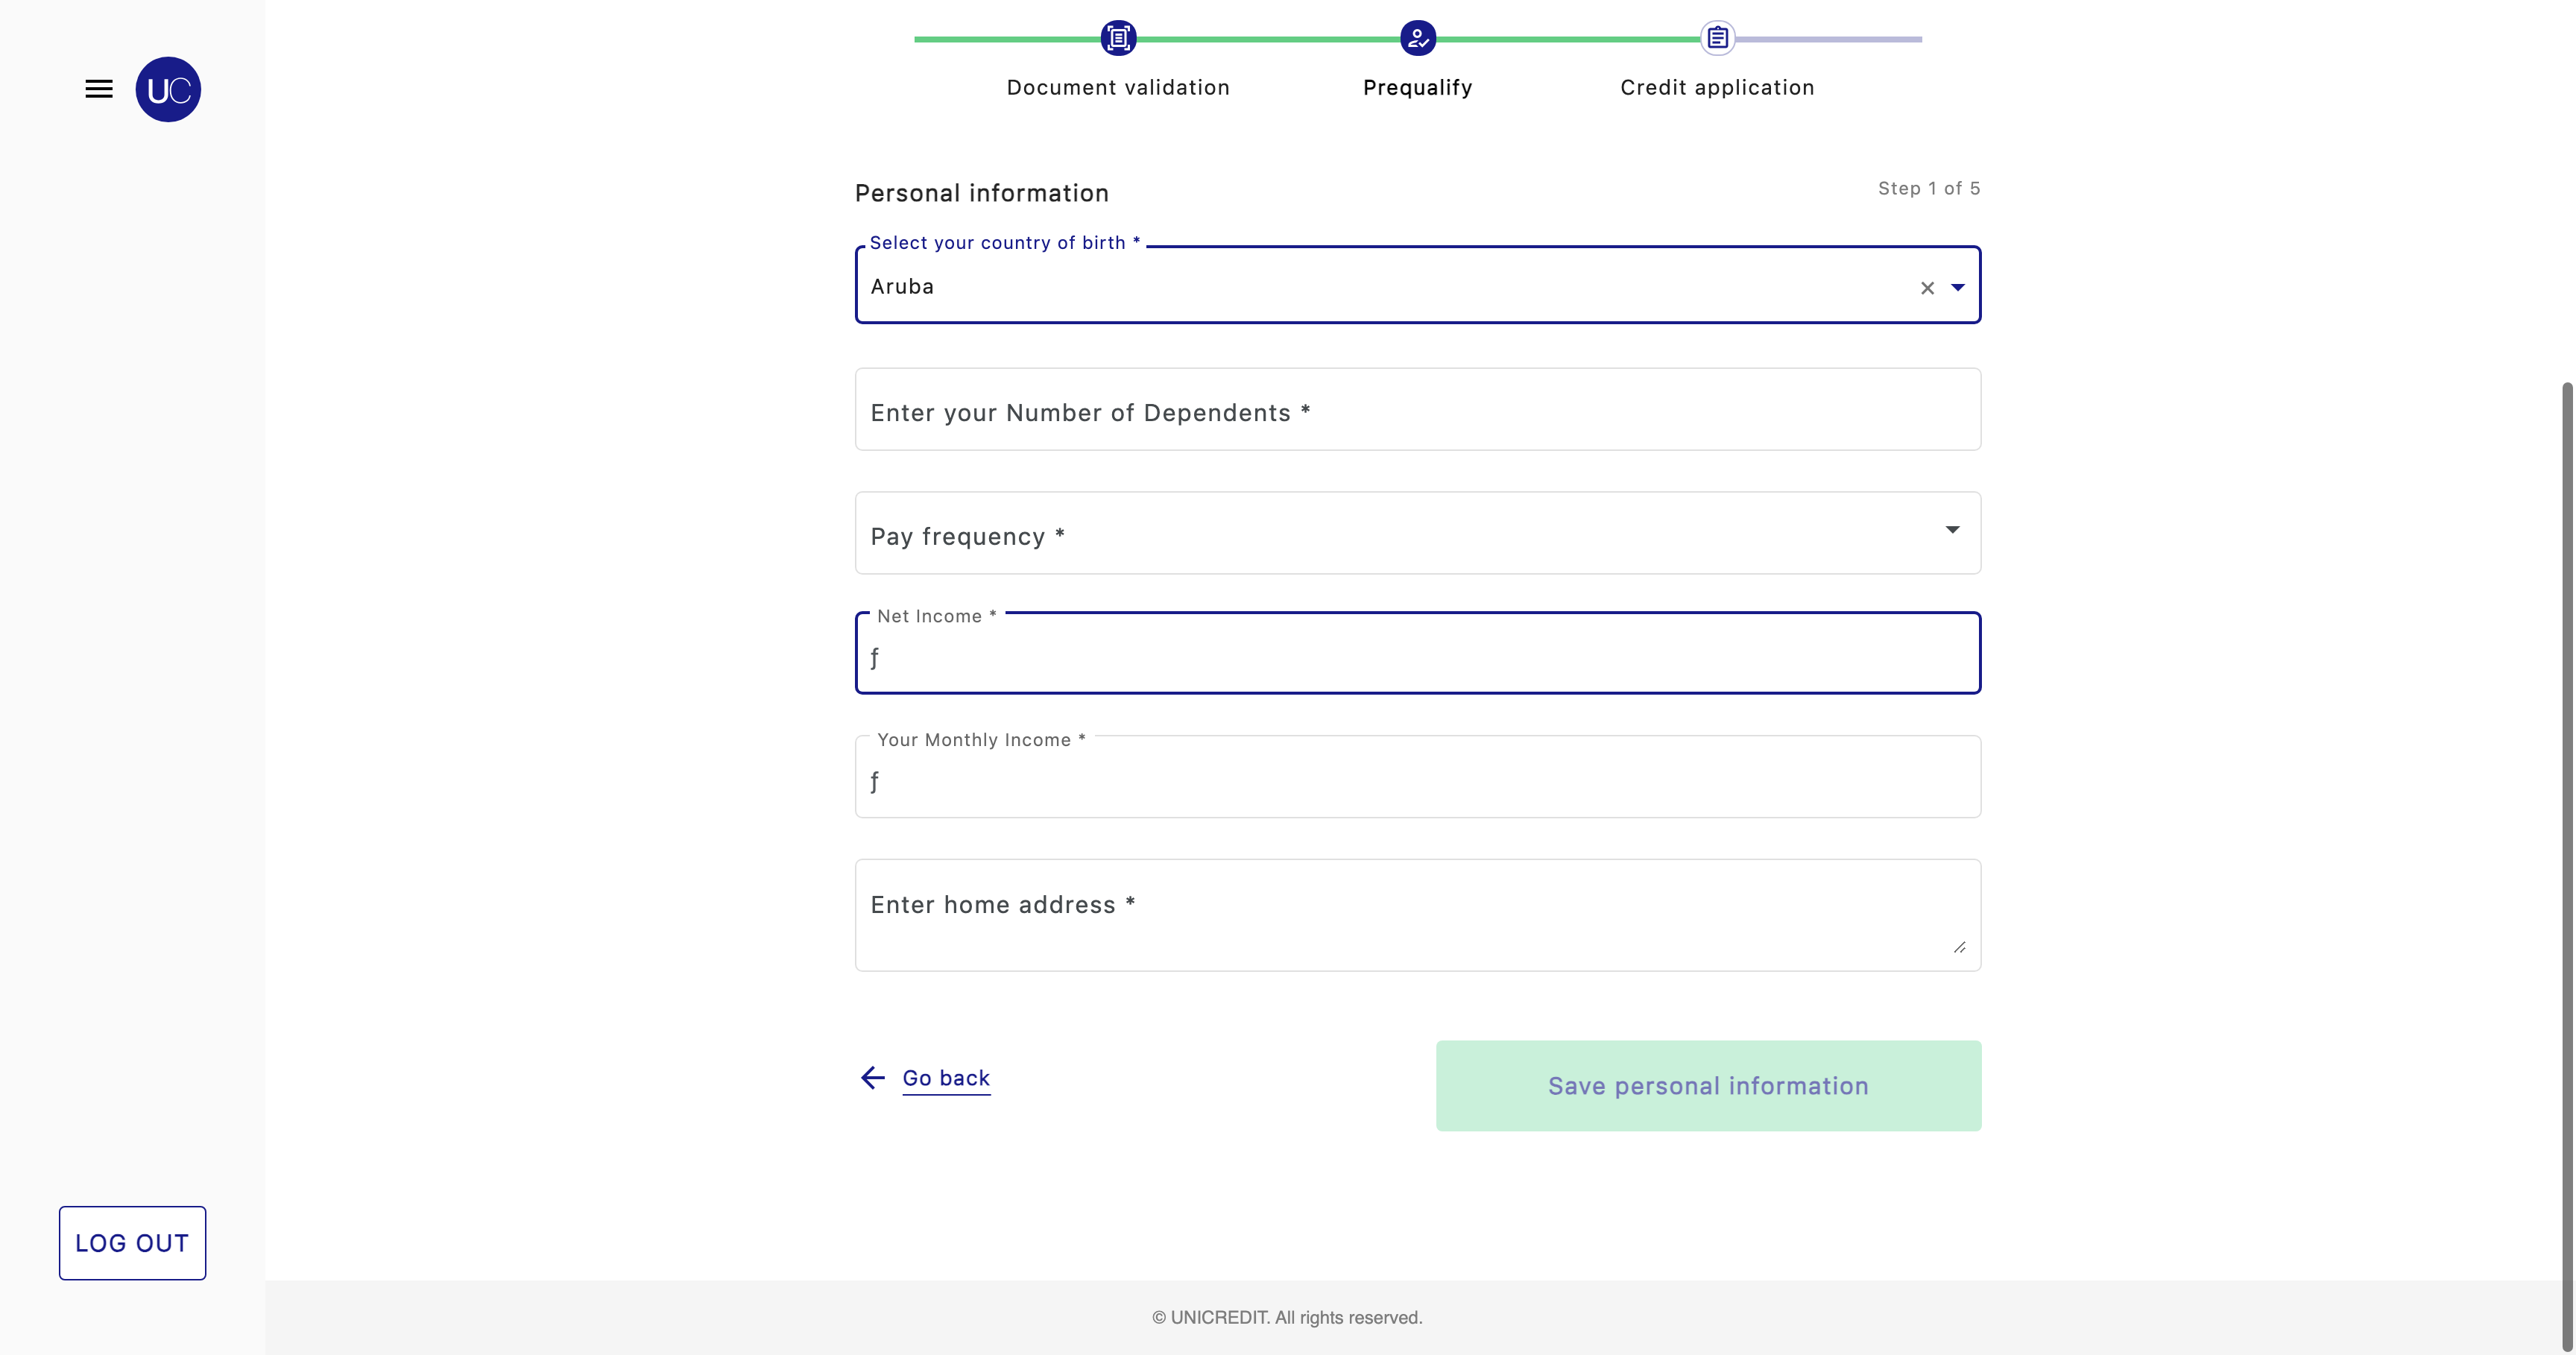 UC
Document validation
Prequalify
Credit application
Personal information
Step 1 of 5
Select your country of birth *
Aruba
Enter your Number of Dependents *
Pay frequency *
Net Income *
ƒ
Your Monthly Income *
ƒ
Enter home address *
Go back
Save personal information
LOG OUT
© UNICREDIT. All rights reserved.